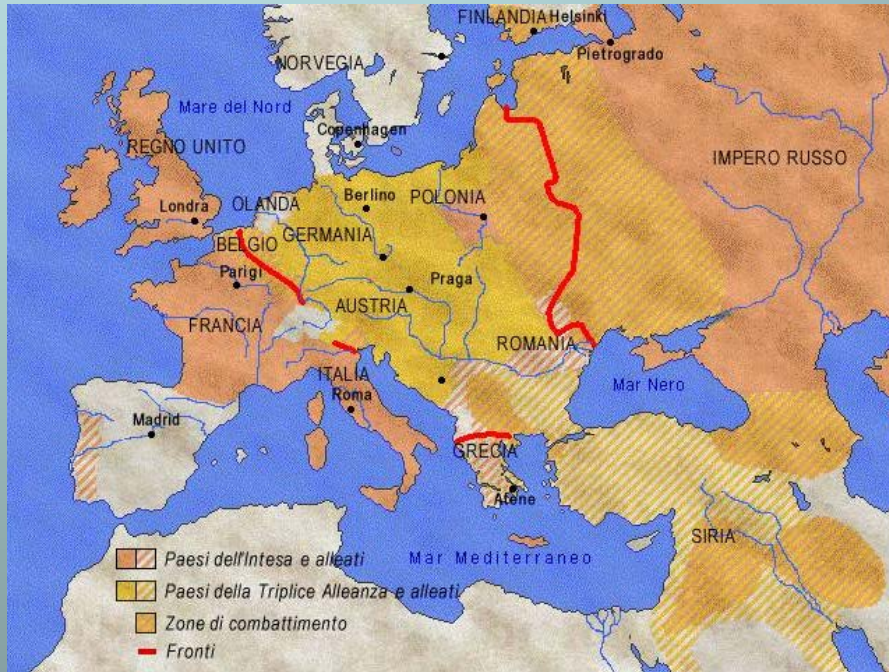 FINLANDIA
Helsinki
Pietrogrado
NORVEGIA
Mare del Nord
Copenhagen
REGNO UNITO
IMPERO RUSSO
Londra
OLANDA
Berlino
POLONIA
GERMANIA
BELGIO
Parigi
Praga
AUSTRIA
FRANCIA
ROMANIA
Mar Nero
ITALIA
Roma
Madrid
GRECIA
Atene
SIRIA
Mar Mediterraneo
Paesi dell'Intesa e alleati
Paesi della Triplice Alleanza e alleati
Zone di combattimento
Fronti